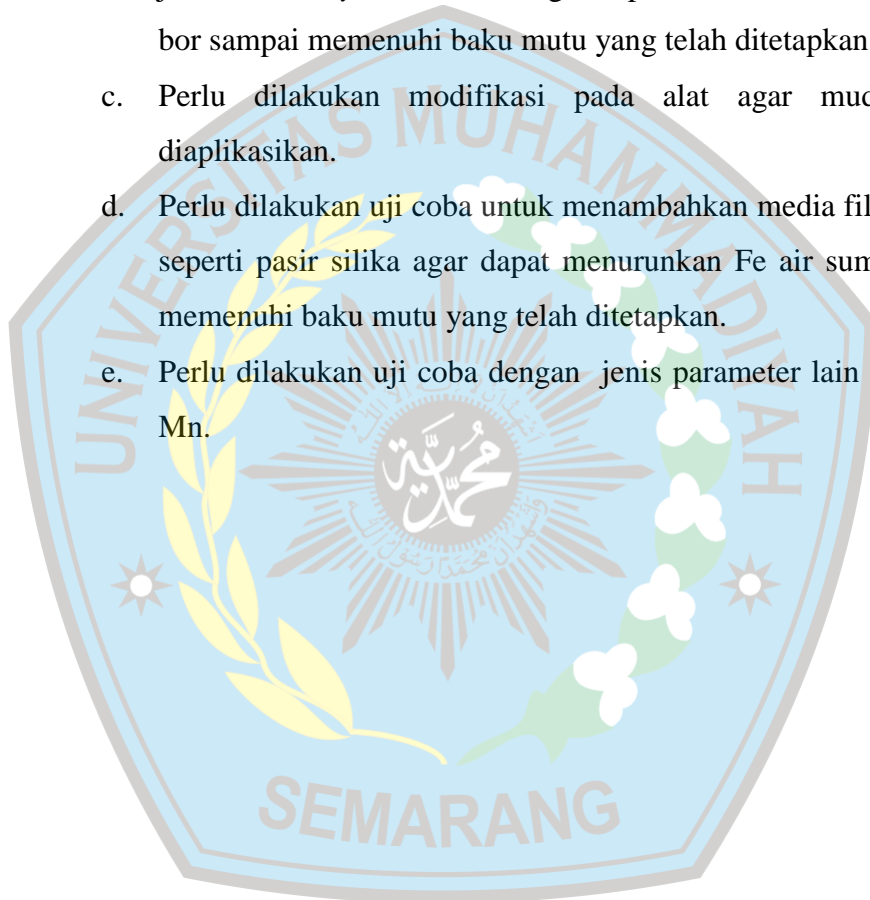 bor sampai memenuhi baku mutu yang telah ditetapkan
c. Perlu dilakukan modifikasi pada alat agar
diaplikasikan.
d. Perlu dilakukan uji coba untuk menambahkan media
seperti pasir silika agar dapat menurunkan Fe air
memenuhi baku mutu yang telah ditetapkan.
e. Perlu dilakukan uji coba dengan jenis parameter lain
Mn.
UNIVERSITAS MUHAMMADIYAH
SEMARANG